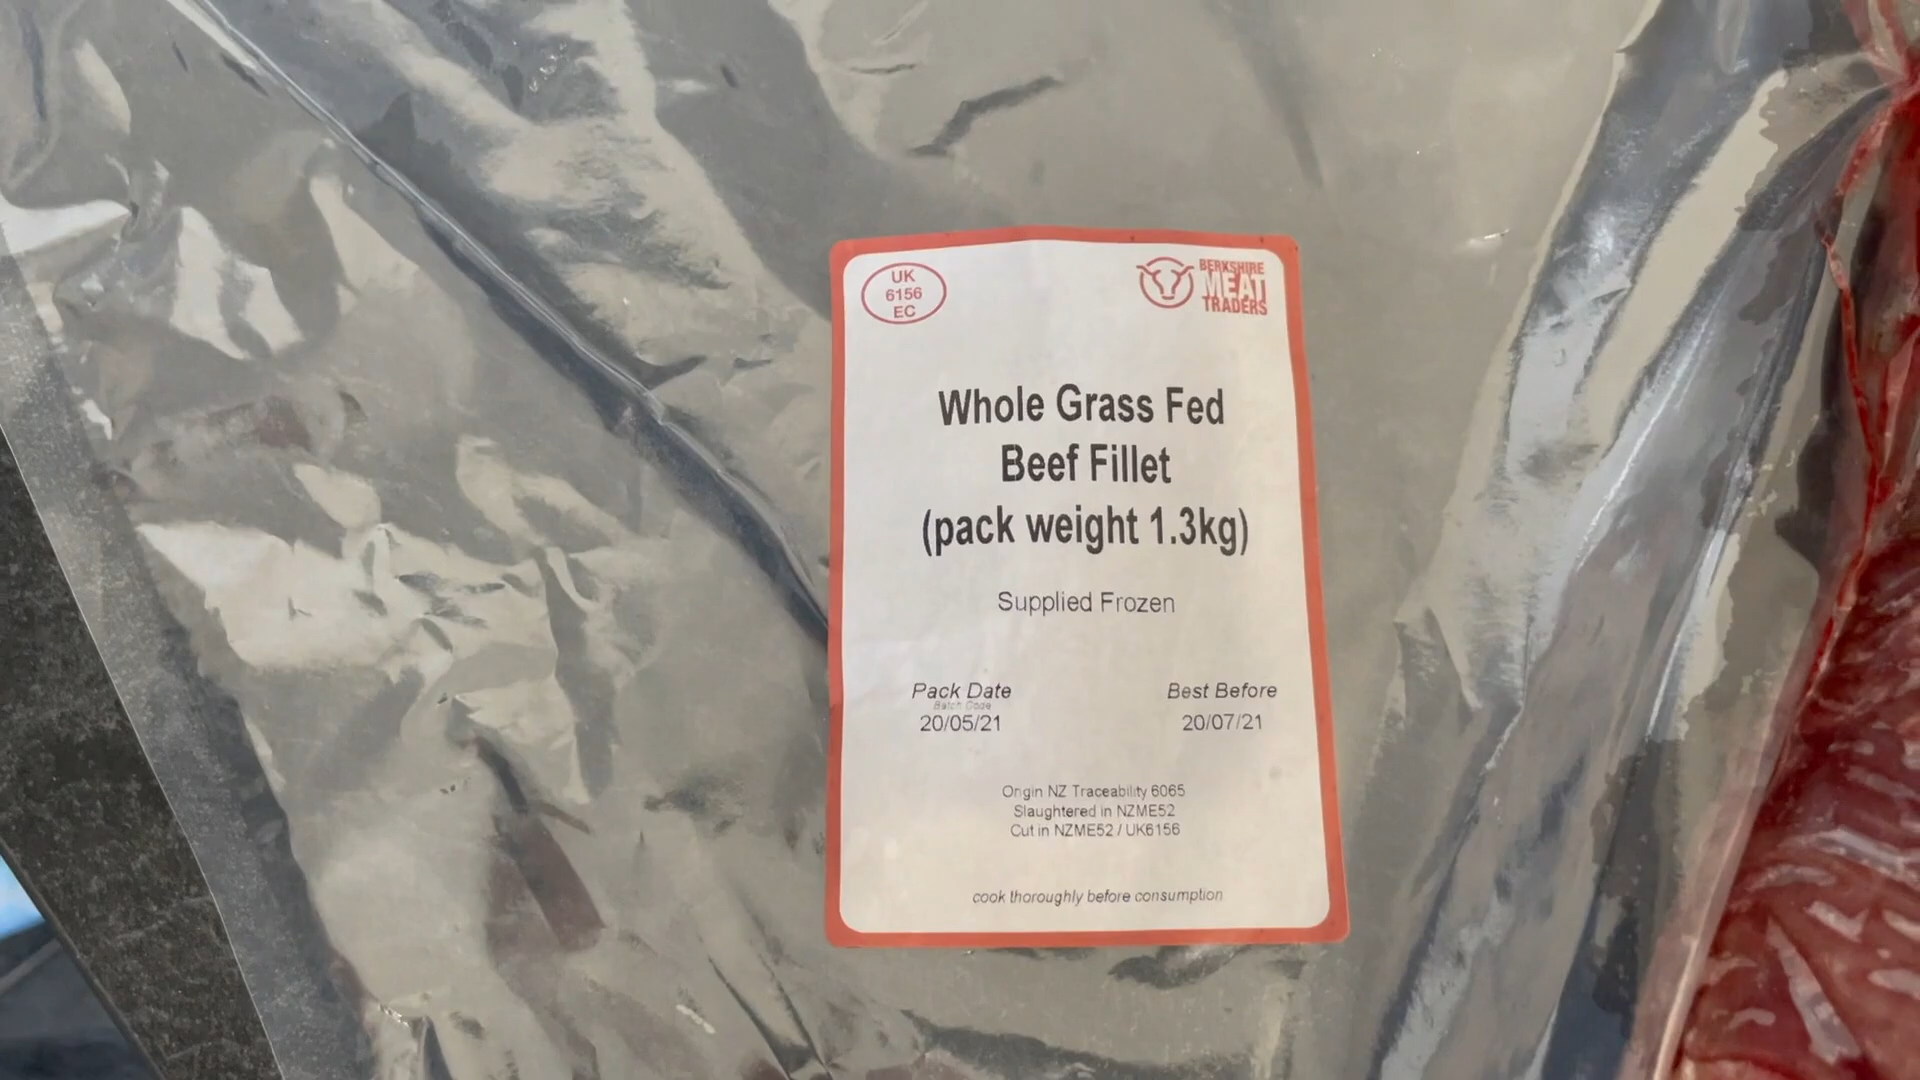 UK
6156
EC
BERKSHIRE
MEAT
TRADERS
Whole Grass Fed
Beef Fillet
(pack weight 1.3kg)
Supplied Frozen
Pack Date
Batch Code
20/05/21
Best Before
20/07/21
Origin NZ Traceability 6065
Slaughtered in NZME52
Cut in NZME52 / UK6156
cook thoroughly before consumption